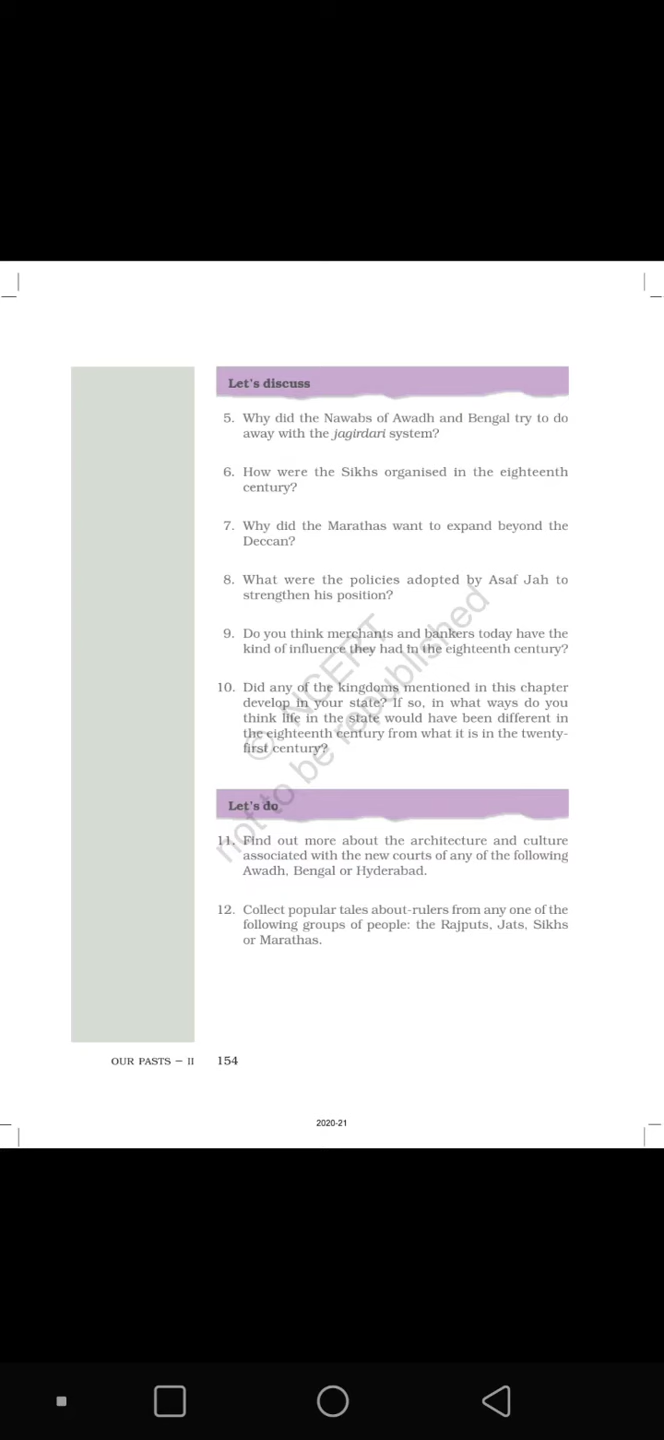 Let's discuss
5. Why did the Nawabs of Awadh and Bengal try to do
away with the jagirdari system?
6. How were the Sikhs organised in the eighteenth
century?
7. Why did the Marathas want to expand beyond the
Deccan?
8. What were the policies adopted by Asaf Jah to
strengthen his position?
9. Do you think merchants and bankers today have the
kind of influence they had in the eighteenth century?
10. Did any of the kingdoms mentioned in this chapter
develop in your state? If so, in what ways do you
think life in the state would have been different in
the eighteenth century from what it is in the twenty-
first century?
Let's do
11. Find out more about the architecture and culture
associated with the new courts of any of the following
Awadh, Bengal or Hyderabad.
12. Collect popular tales about-rulers from any one of the
following groups of people: the Rajputs, Jats, Sikhs
or Marathas.
© NCERT
not to be republished
OUR PASTS – II 154
2020-21